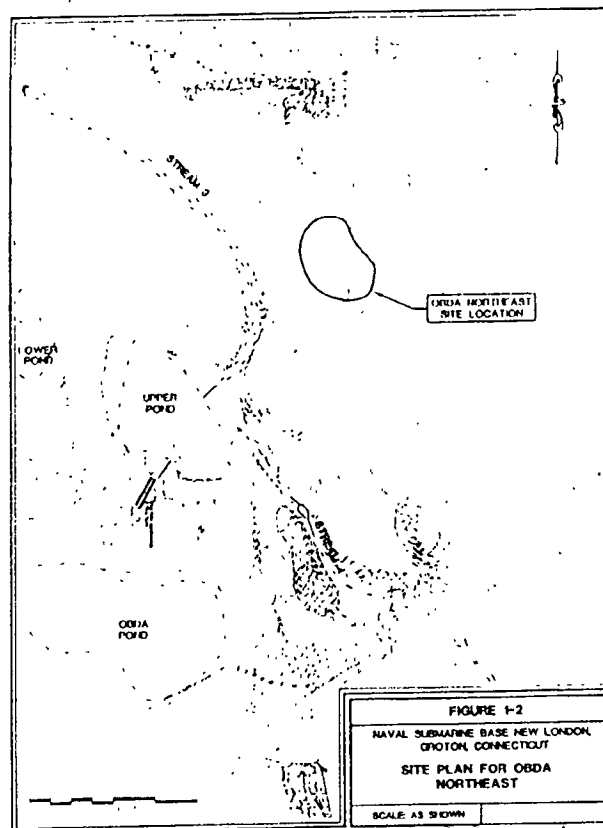 STREAM 3
OBDA NORTHEAST
SITE LOCATION
LOWER
POND
UPPER
POND
STREAM 4
OBDA
POND
FIGURE 1-2
NAVAL SUBMARINE BASE NEW LONDON,
GROTON, CONNECTICUT
SITE PLAN FOR OBDA
NORTHEAST
SCALE: AS SHOWN